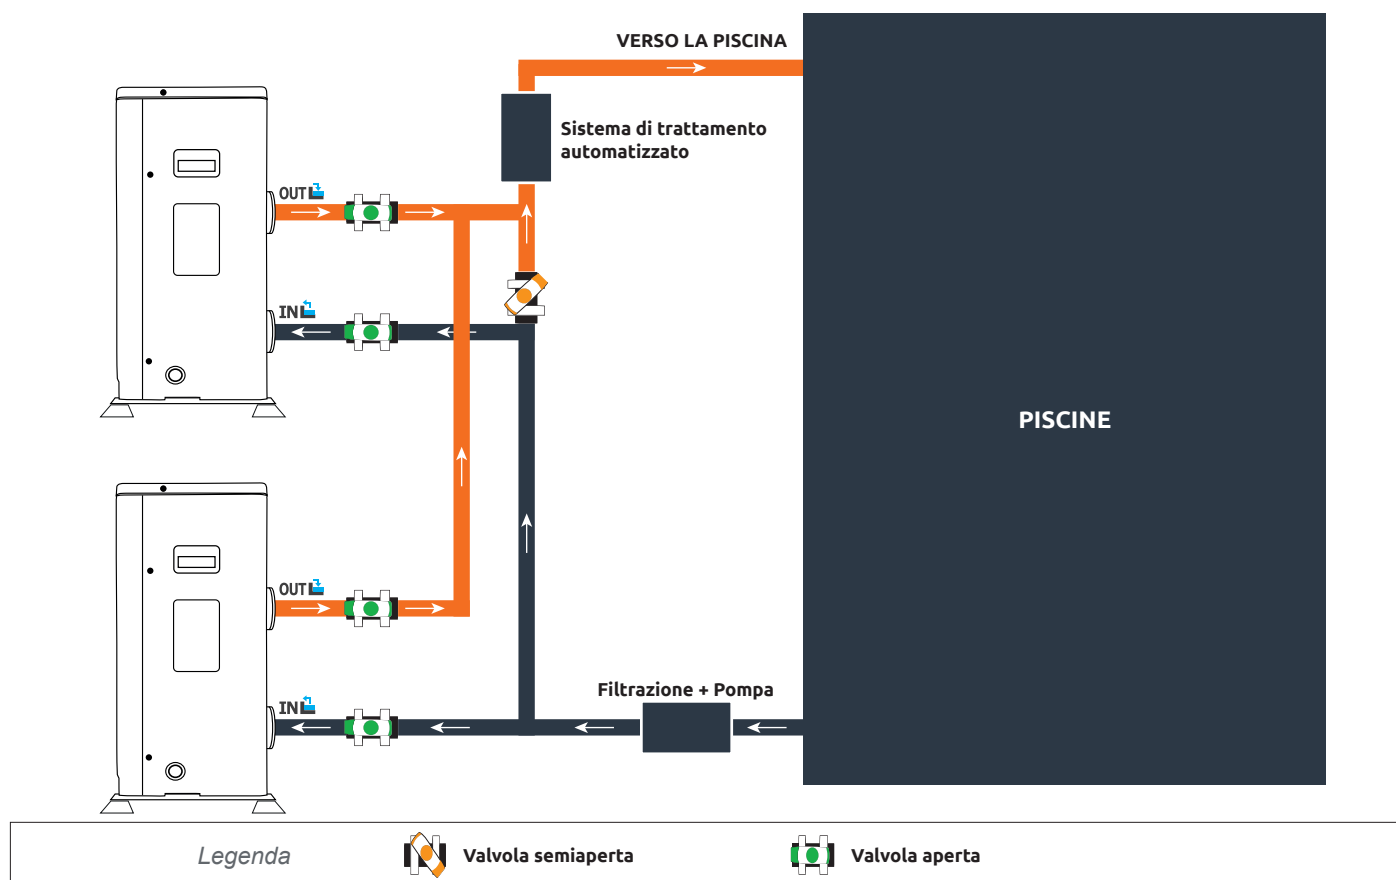 VERSO LA PISCINA
Sistema di trattamento
automatizzato
OUT
IN
PISCINE
OUT
Filtrazione + Pompa
IN
Legenda
Valvola semiaperta
Valvola aperta